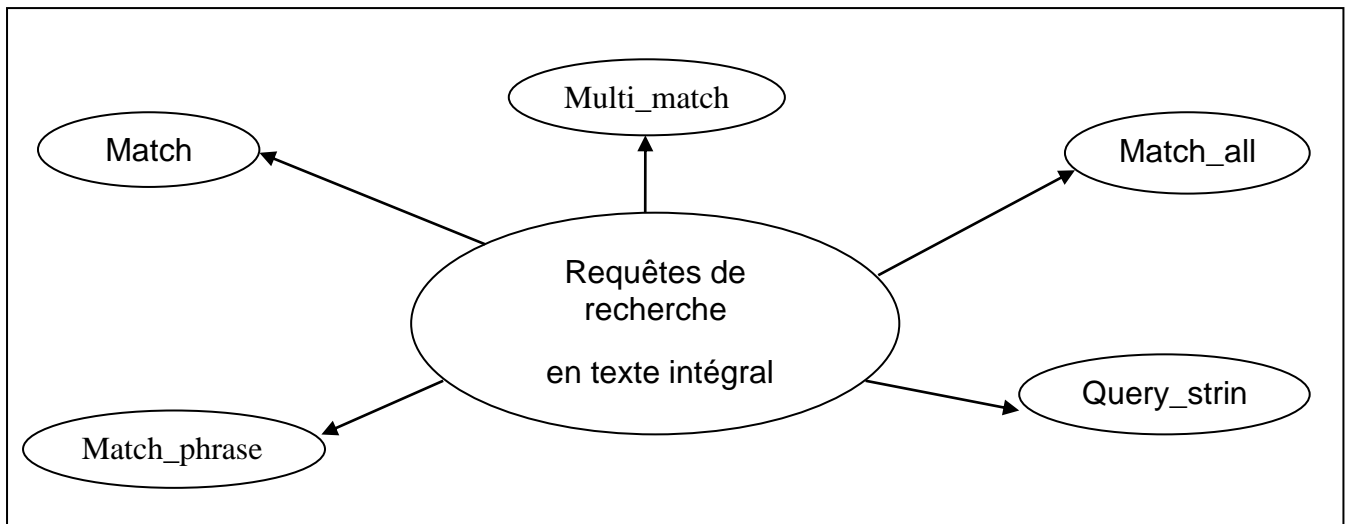 Multi_match
Match
Match_all
Requêtes de
recherche
en texte intégral
Query_strin
Match_phrase